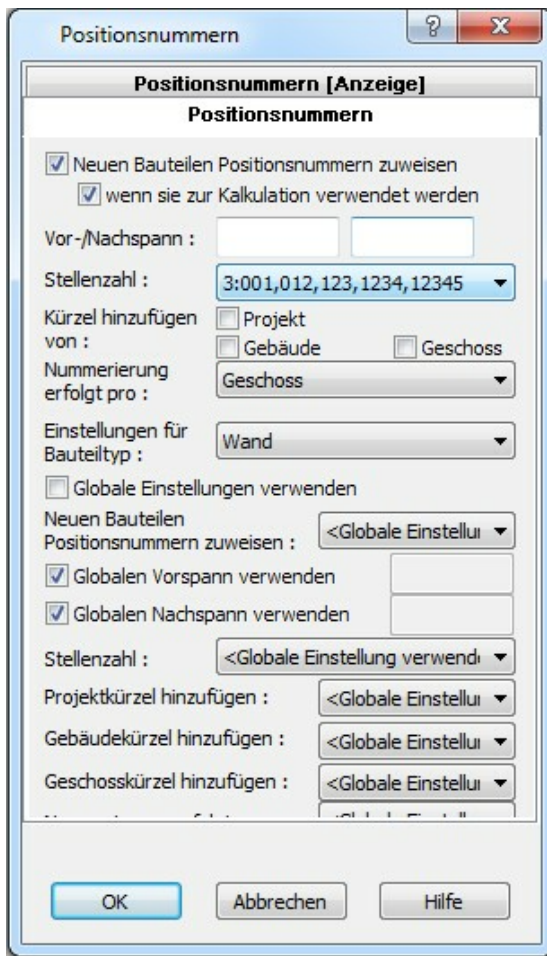 Positionsnummern
Positionsnummern [Anzeige]
Positionsnummern
Neuen Bauteilen Positionsnummern zuweisen
wenn sie zur Kalkulation verwendet werden
Vor-/Nachspann :
Stellenzahl :
3:001,012,123,1234,12345
Kürzel hinzufügen von :
Projekt
Gebäude
Geschoss
Nummerierung erfolgt pro :
Geschoss
Einstellungen für Bauteiltyp :
Wand
Globale Einstellungen verwenden
Neuen Bauteilen
Positionsnummern zuweisen :
<Globale Einstellu
Globalen Vorspann verwenden
Globalen Nachspann verwenden
Stellenzahl :
<Globale Einstellung verwend
Projektkürzel hinzufügen :
<Globale Einstellu
Gebäudekürzel hinzufügen :
<Globale Einstellu
Geschosskürzel hinzufügen :
<Globale Einstellu
OK
Abbrechen
Hilfe